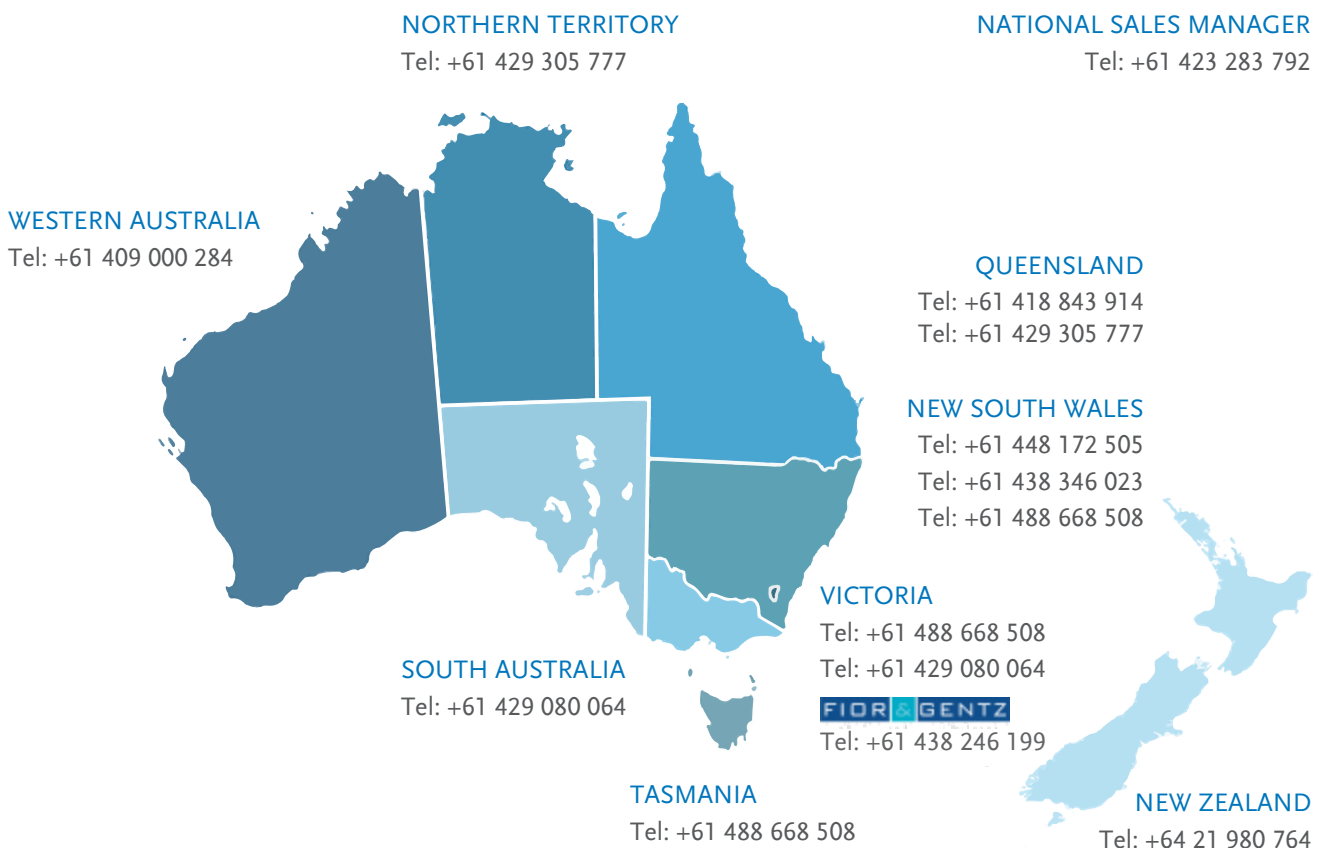 NORTHERN TERRITORY
Tel: +61 429 305 777
NATIONAL SALES MANAGER
Tel: +61 423 283 792
WESTERN AUSTRALIA
Tel: +61 409 000 284
QUEENSLAND
Tel: +61 418 843 914
Tel: +61 429 305 777
NEW SOUTH WALES
Tel: +61 448 172 505
Tel: +61 438 346 023
Tel: +61 488 668 508
VICTORIA
Tel: +61 488 668 508
Tel: +61 429 080 064
FIOR & GENTZ
Tel: +61 438 246 199
SOUTH AUSTRALIA
Tel: +61 429 080 064
TASMANIA
Tel: +61 488 668 508
NEW ZEALAND
Tel: +64 21 980 764